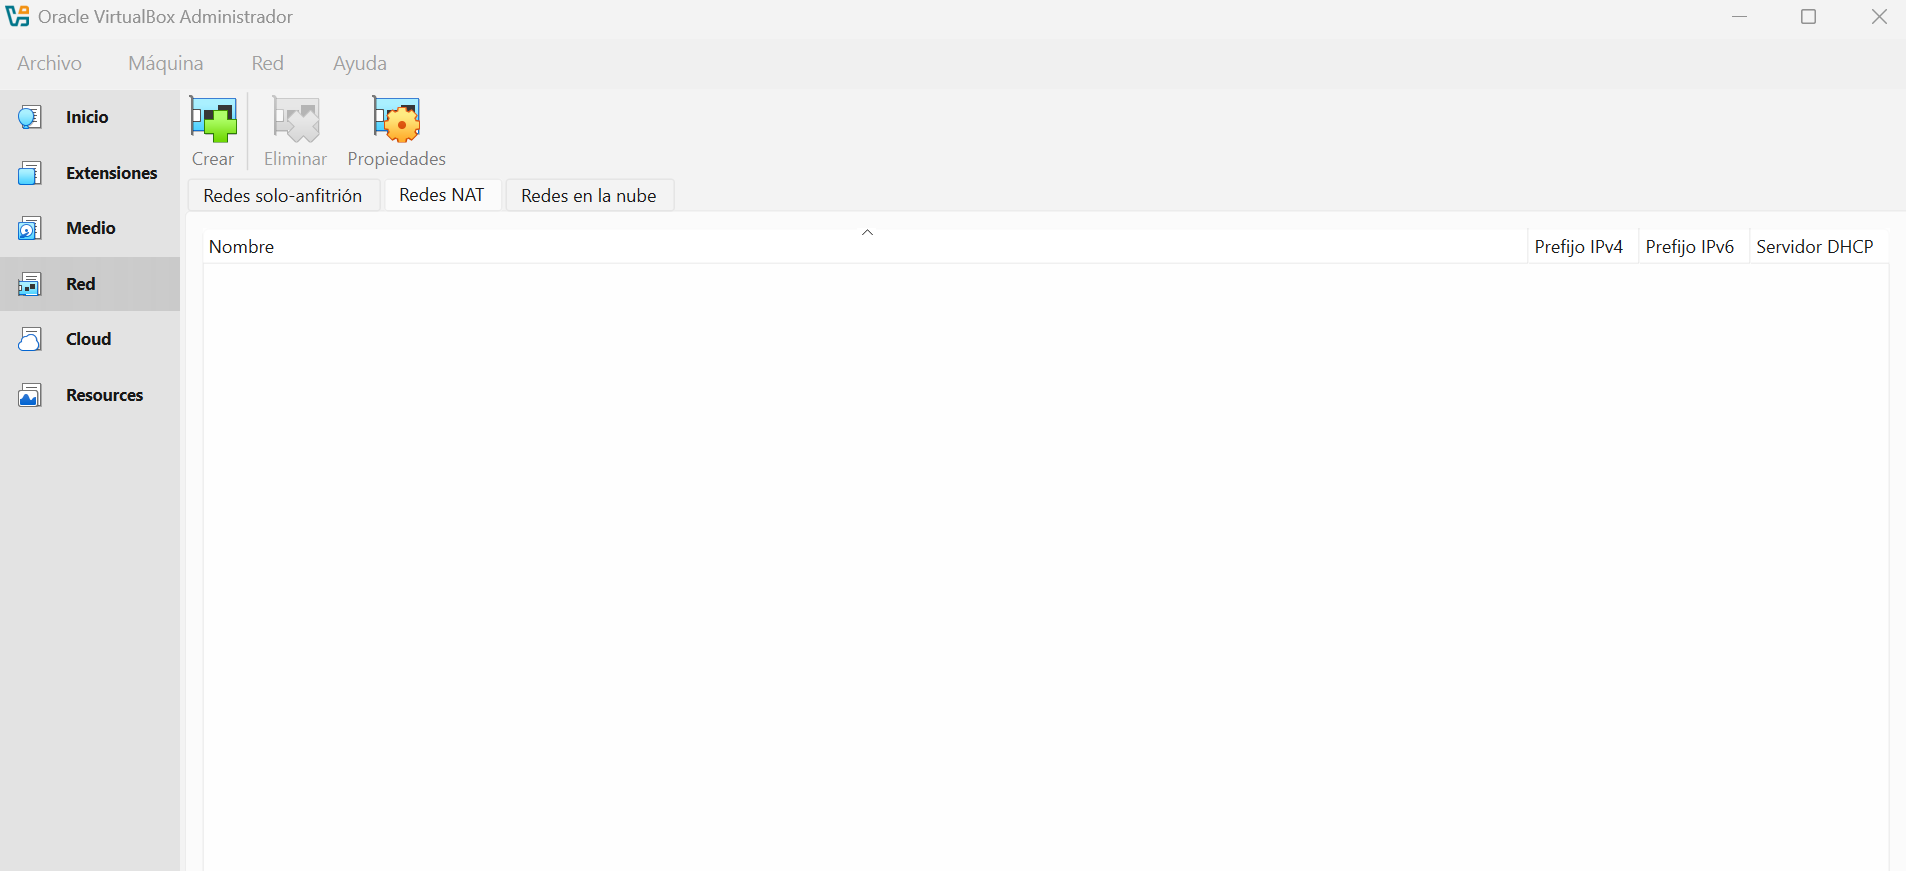 Oracle VirtualBox Administrador
Archivo Máquina Red Ayuda
Inicio
Extensiones
Medio
Red
Cloud
Resources
Crear Eliminar Propiedades
Redes solo-anfitrión Redes NAT Redes en la nube
Nombre Prefijo IPv4 Prefijo IPv6 Servidor DHCP